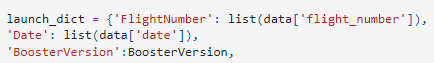 launch_dict = {'FlightNumber': list(data['flight_number']),
'Date': list(data['date']),
'BoosterVersion':BoosterVersion,